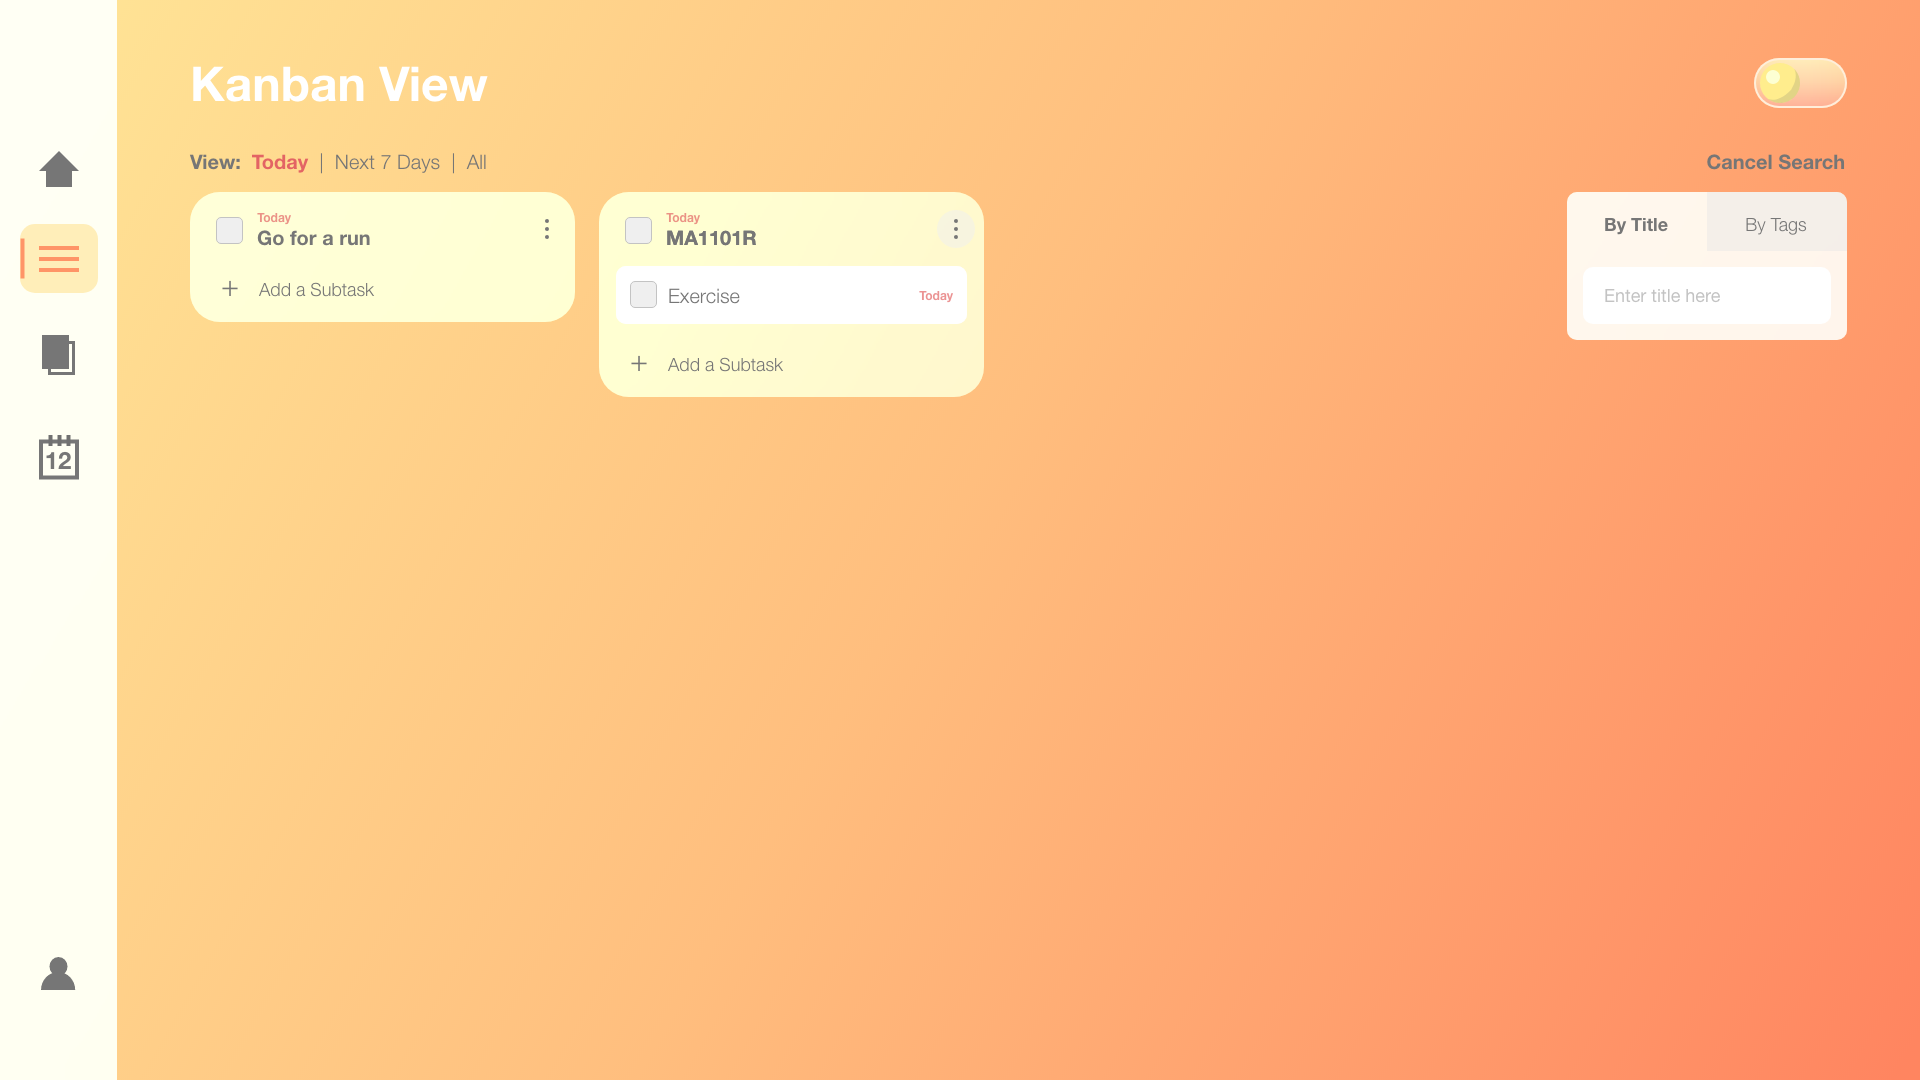 Kanban View
View: Today | Next 7 Days | All
Cancel Search
Today
Go for a run
+ Add a Subtask
Today
MA1101R
Exercise Today
+ Add a Subtask
By Title By Tags
Enter title here
12